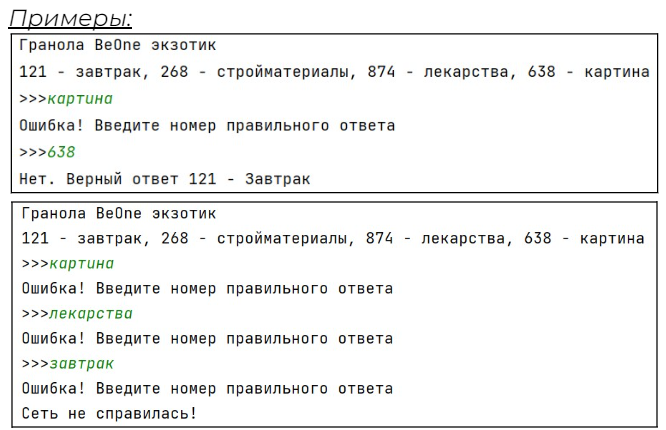 Примеры:
Гранола BeOne экзотик
121 - завтрак, 268 - стройматериалы, 874 - лекарства, 638 - картина
>>>картина
Ошибка! Введите номер правильного ответа
>>>638
Нет. Верный ответ 121 - Завтрак
Гранола BeOne экзотик
121 - завтрак, 268 - стройматериалы, 874 - лекарства, 638 - картина
>>>картина
Ошибка! Введите номер правильного ответа
>>>лекарства
Ошибка! Введите номер правильного ответа
>>>завтрак
Ошибка! Введите номер правильного ответа
Сеть не справилась!